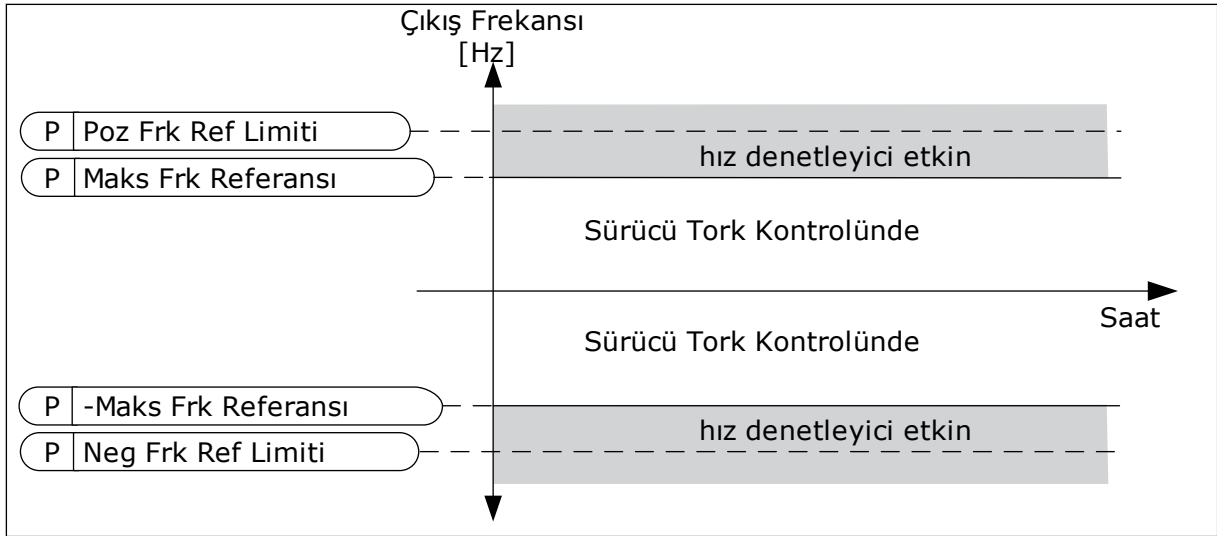 Çıkış Frekansı
[Hz]
P Poz Frk Ref Limiti
hız denetleyici etkin
P Maks Frk Referansı
Sürücü Tork Kontrolünde
Saat
Sürücü Tork Kontrolünde
P -Maks Frk Referansı
hız denetleyici etkin
P Neg Frk Ref Limiti